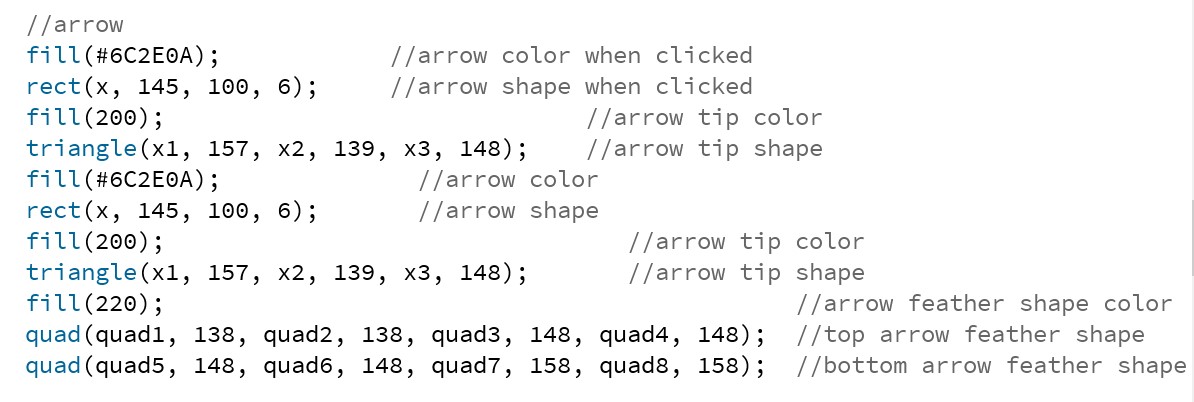 //arrow
fill(#6C2E0A);            //arrow color when clicked
rect(x, 145, 100, 6);     //arrow shape when clicked
fill(200);                              //arrow tip color
triangle(x1, 157, x2, 139, x3, 148);    //arrow tip shape
fill(#6C2E0A);              //arrow color
rect(x, 145, 100, 6);       //arrow shape
fill(200);                                 //arrow tip color
triangle(x1, 157, x2, 139, x3, 148);       //arrow tip shape
fill(220);                                             //arrow feather shape color
quad(quad1, 138, quad2, 138, quad3, 148, quad4, 148);  //top arrow feather shape
quad(quad5, 148, quad6, 148, quad7, 158, quad8, 158);  //bottom arrow feather shape